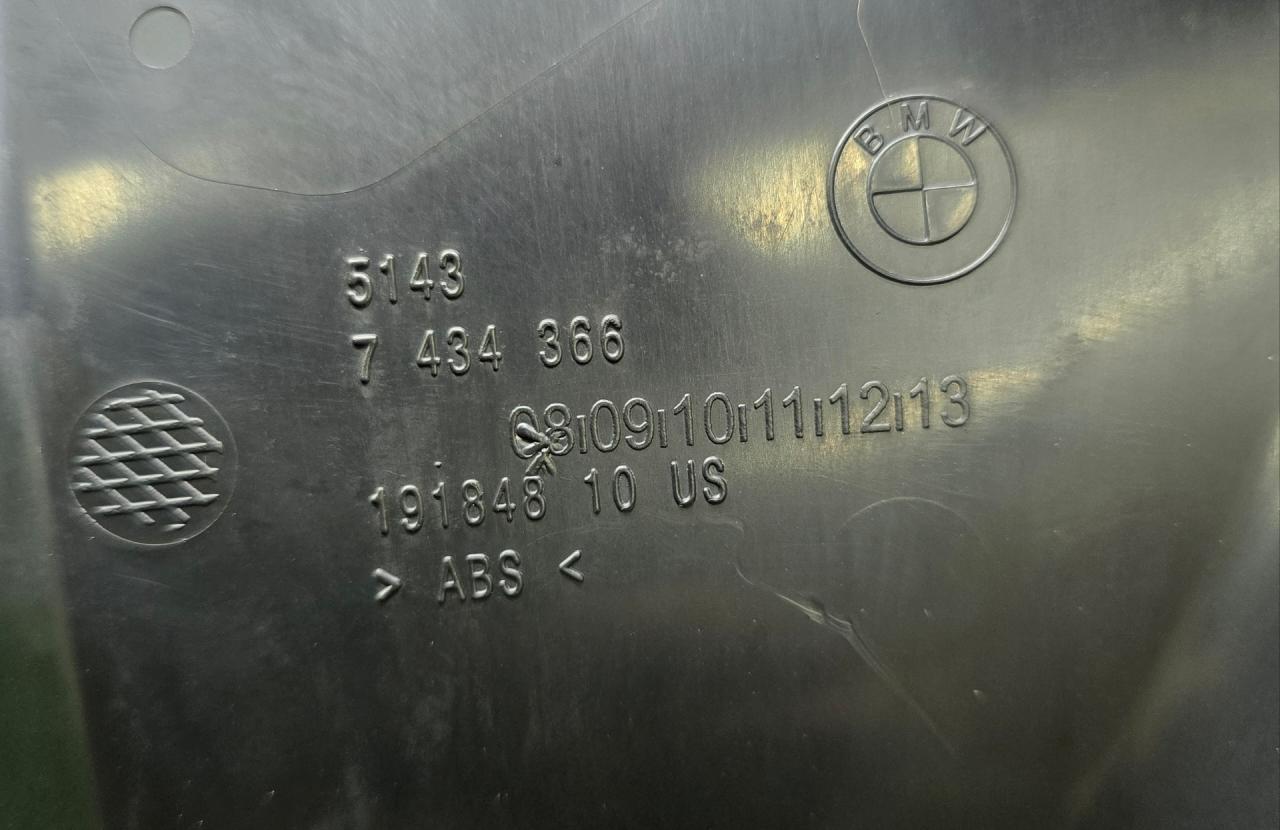 BMW
5143
7 434 366
08|09|10|11|12|13
191848 10 US
> ABS <